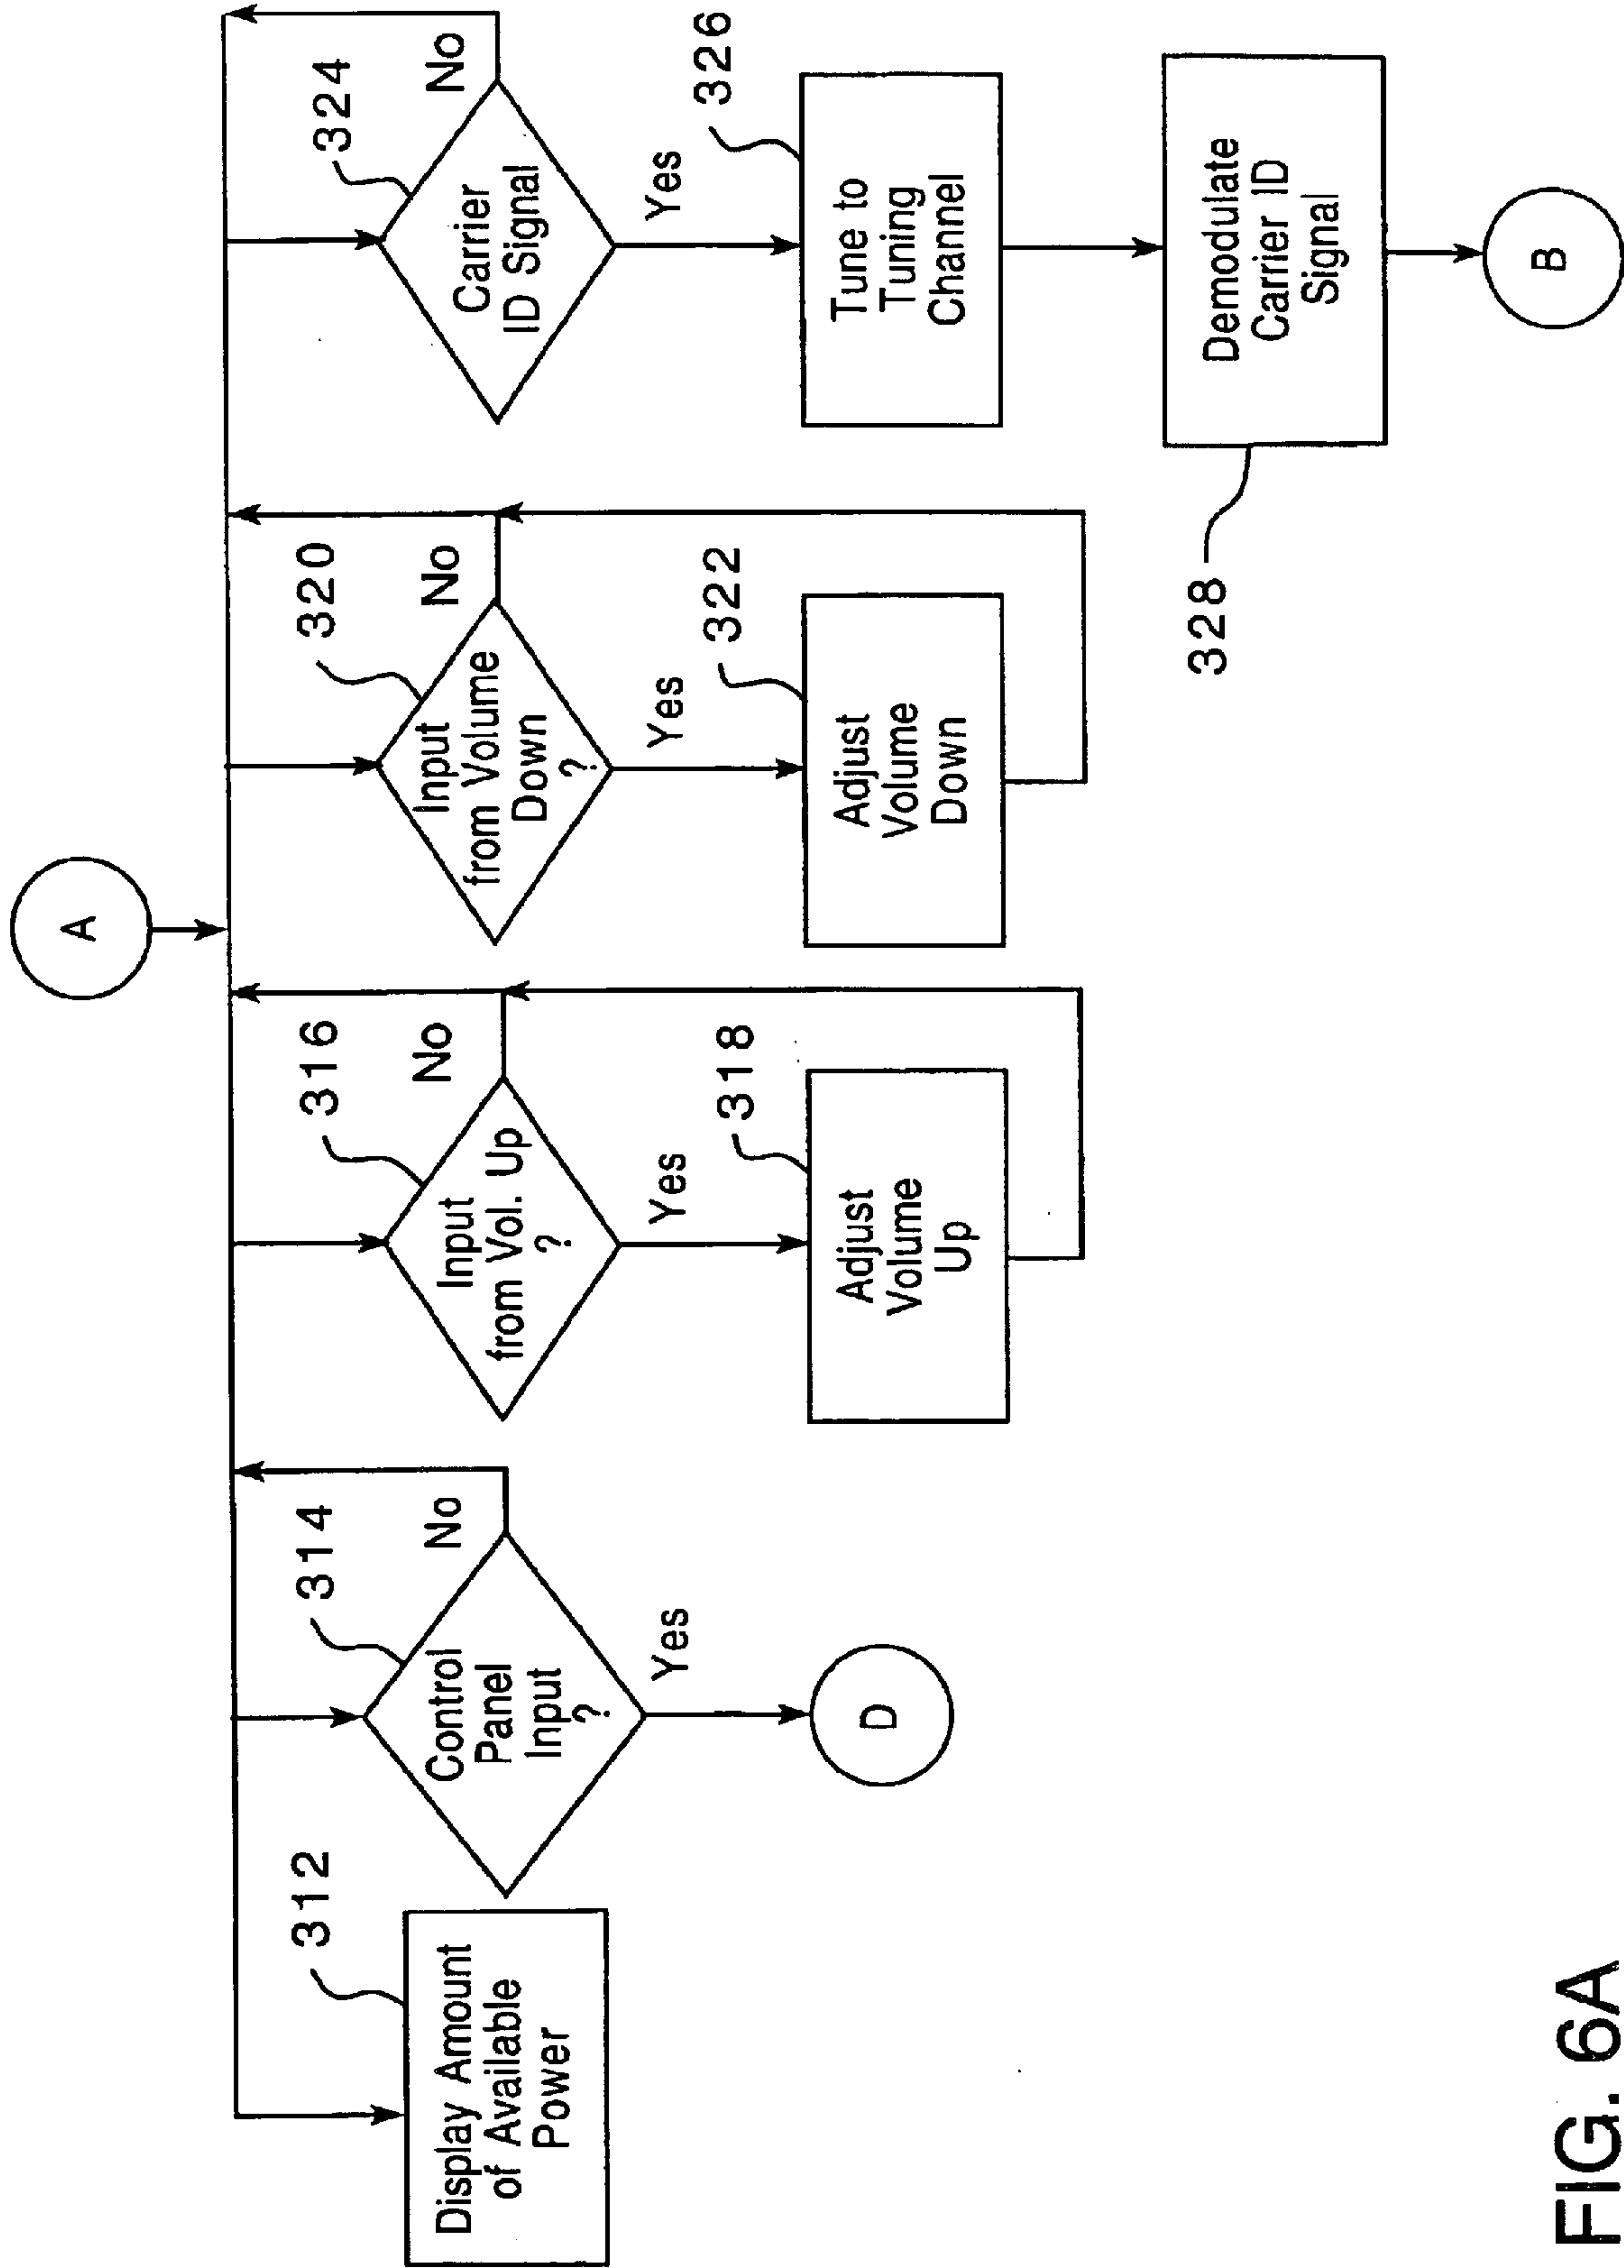 A
312
Display Amount
of Available
Power
314
Control
Panel
Input
?
No
Yes
D
316
Input
from Vol. Up
?
No
Yes
318
Adjust
Volume
Up
320
Input
from Volume
Down
?
No
Yes
322
Adjust
Volume
Down
324
Carrier
ID Signal
No
Yes
326
Tune to
Tuning
Channel
328
Demodulate
Carrier ID
Signal
B
FIG. 6A